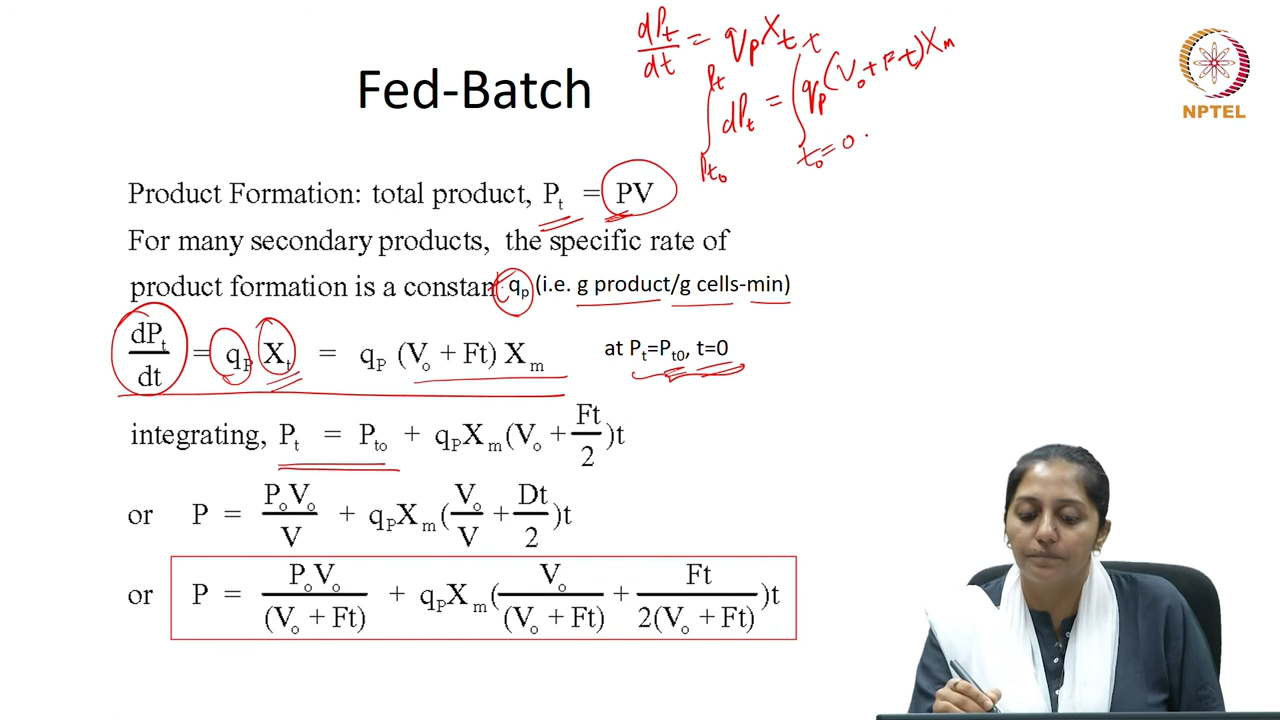 dPₜ/dt = qₚXₜ
∫ₚₜ₀^Pₜ dPₜ = ∫ₜ₀₌₀^t qₚ(V₀ + Ft)Xₘ
NPTEL
Fed-Batch
Product Formation: total product, Pₜ = PV
For many secondary products, the specific rate of
product formation is a constant qₚ (i.e. g product/g cells-min)
dPₜ/dt = qₚ Xₜ = qₚ (Vₒ + Ft) Xₘ at Pₜ=Pₜ₀, t=0
integrating, Pₜ = Pₜₒ + qₚXₘ(Vₒ + Ft/2)t
or P = PₒVₒ/V + qₚXₘ(Vₒ/V + Dt/2)t
or P = PₒVₒ/(Vₒ + Ft) + qₚXₘ(Vₒ/(Vₒ + Ft) + Ft/2(Vₒ + Ft))t